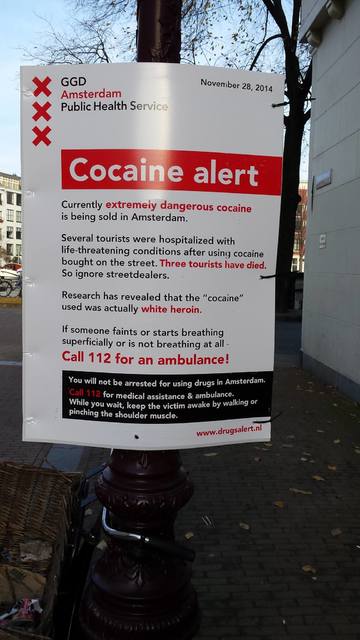 GGD
Amsterdam
Public Health Service
November 28, 2014
Cocaine alert
Currently extremely dangerous cocaine
is being sold in Amsterdam.
Several tourists were hospitalized with
life-threatening conditions after using cocaine
bought on the street. Three tourists have died.
So ignore streetdealers.
Research has revealed that the "cocaine"
used was actually white heroin.
If someone faints or starts breathing
superficially or is not breathing at all -
Call 112 for an ambulance!
You will not be arrested for using drugs in Amsterdam.
Call 112 for medical assistance & ambulance.
While you wait, keep the victim awake by walking or
pinching the shoulder muscle.
www.drugsalert.nl